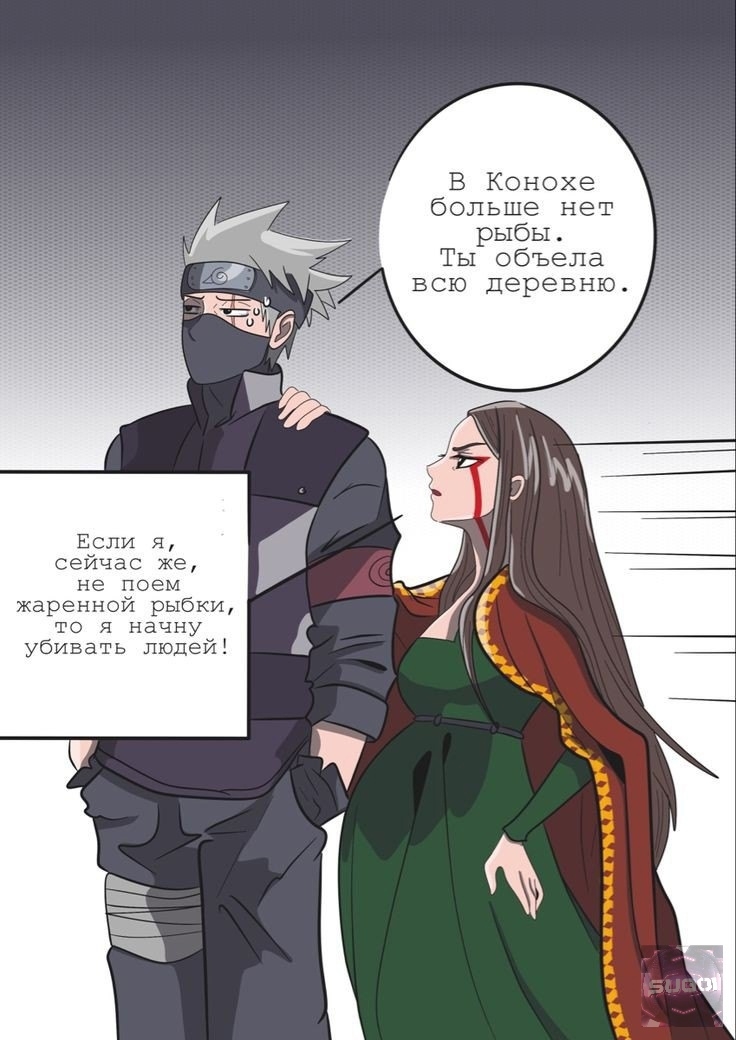 В Конохе
больше нет
рыбы.
Ты объела
всю деревню.
Если я,
сейчас же,
не поем
жаренной рыбки,
то я начну
убивать людей!
SUGOI